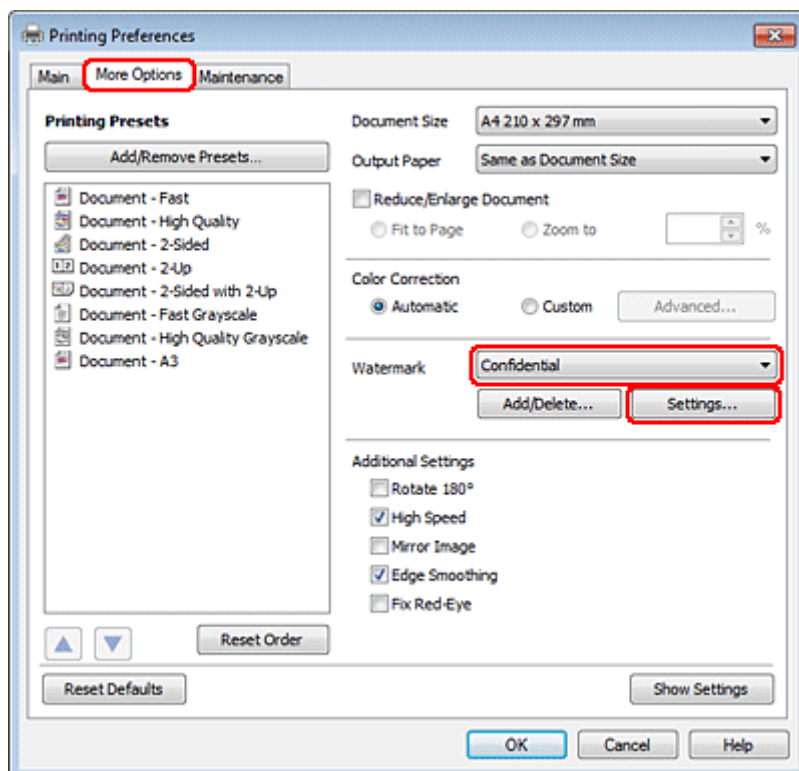 Printing Preferences
Main More Options Maintenance
Printing Presets
Add/Remove Presets...
Document - Fast
Document - High Quality
Document - 2-Sided
Document - 2-Up
Document - 2-Sided with 2-Up
Document - Fast Grayscale
Document - High Quality Grayscale
Document - A3
Reset Order
Document Size A4 210 x 297 mm
Output Paper Same as Document Size
Reduce/Enlarge Document
Fit to Page Zoom to %
Color Correction
Automatic Custom Advanced...
Watermark Confidential
Add/Delete... Settings...
Additional Settings
Rotate 180°
High Speed
Mirror Image
Edge Smoothing
Fix Red-Eye
Reset Defaults Show Settings
OK Cancel Help